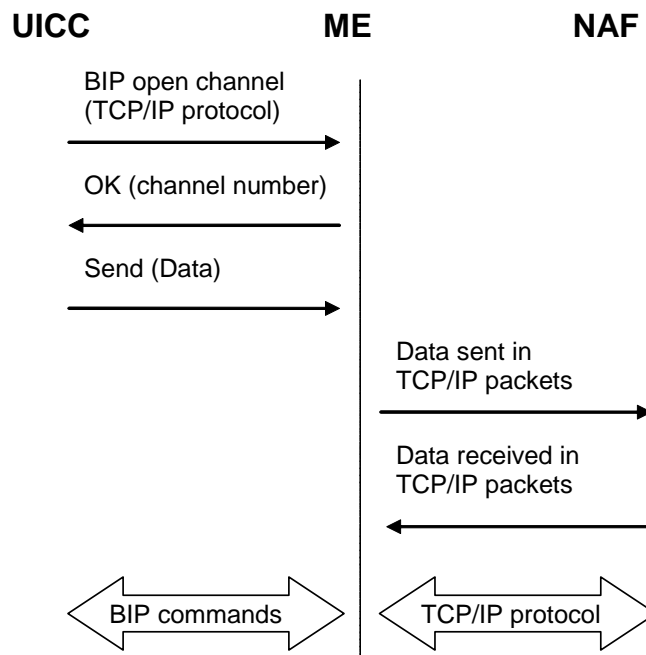 UICC ME NAF
BIP open channel
(TCP/IP protocol)
OK (channel number)
Send (Data)
Data sent in
TCP/IP packets
Data received in
TCP/IP packets
BIP commands
TCP/IP protocol